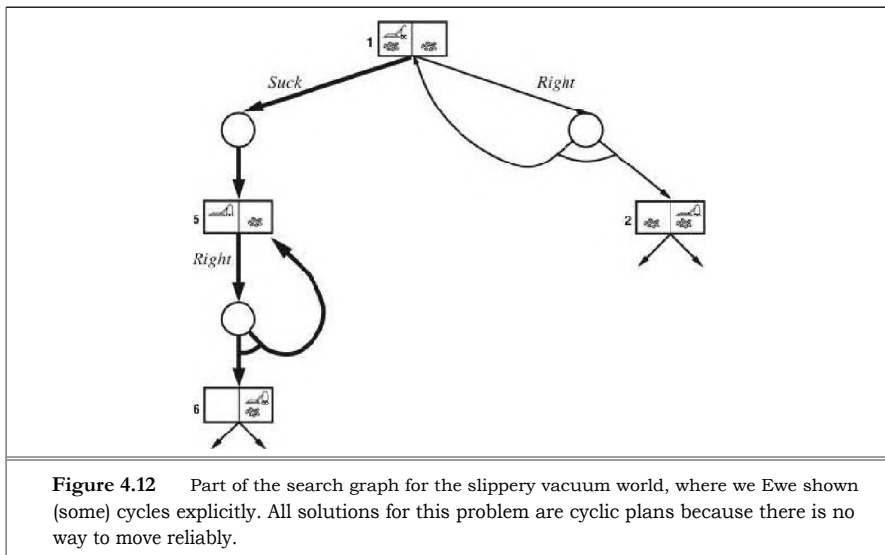 1
Suck
Right
5
2
Right
6
Figure 4.12 Part of the search graph for the slippery vacuum world, where we Ewe shown
(some) cycles explicitly. All solutions for this problem are cyclic plans because there is no
way to move reliably.